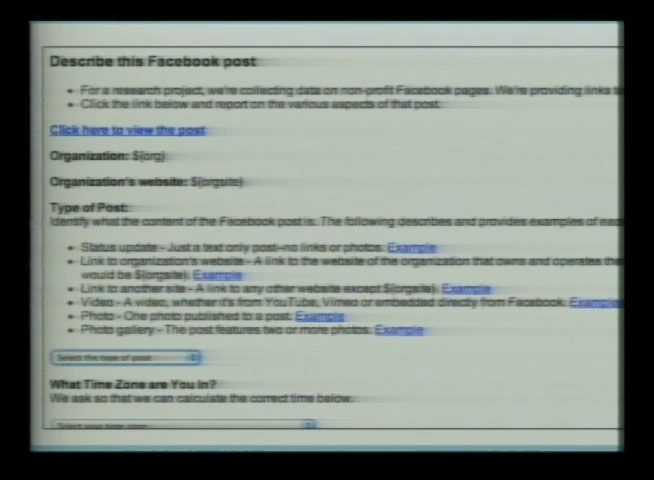 Describe this Facebook post
• For a research project, we're collecting data on non-profit Facebook pages. We're providing links
• Click the link below and report on the various aspects of that post.
Click here to view the post
Organization: ${org}
Organization's website: ${orgsite}
Type of Post:
Identify what the content of the Facebook post is. The following describes and provides examples of each
• Status update - Just a text only post--no links or photos. Example
• Link to organization's website - A link to the website of the organization that owns and operates the
would be ${orgsite}. Example
• Link to another site - A link to any other website except ${orgsite}. Example
• Video - A video, whether it's from YouTube, Vimeo or embedded directly from Facebook. Example
• Photo - One photo published to a post. Example
• Photo gallery - The post features two or more photos. Example
Select the type of post
What Time Zone are You In?
We ask so that we can calculate the correct time below.
Select your time zone